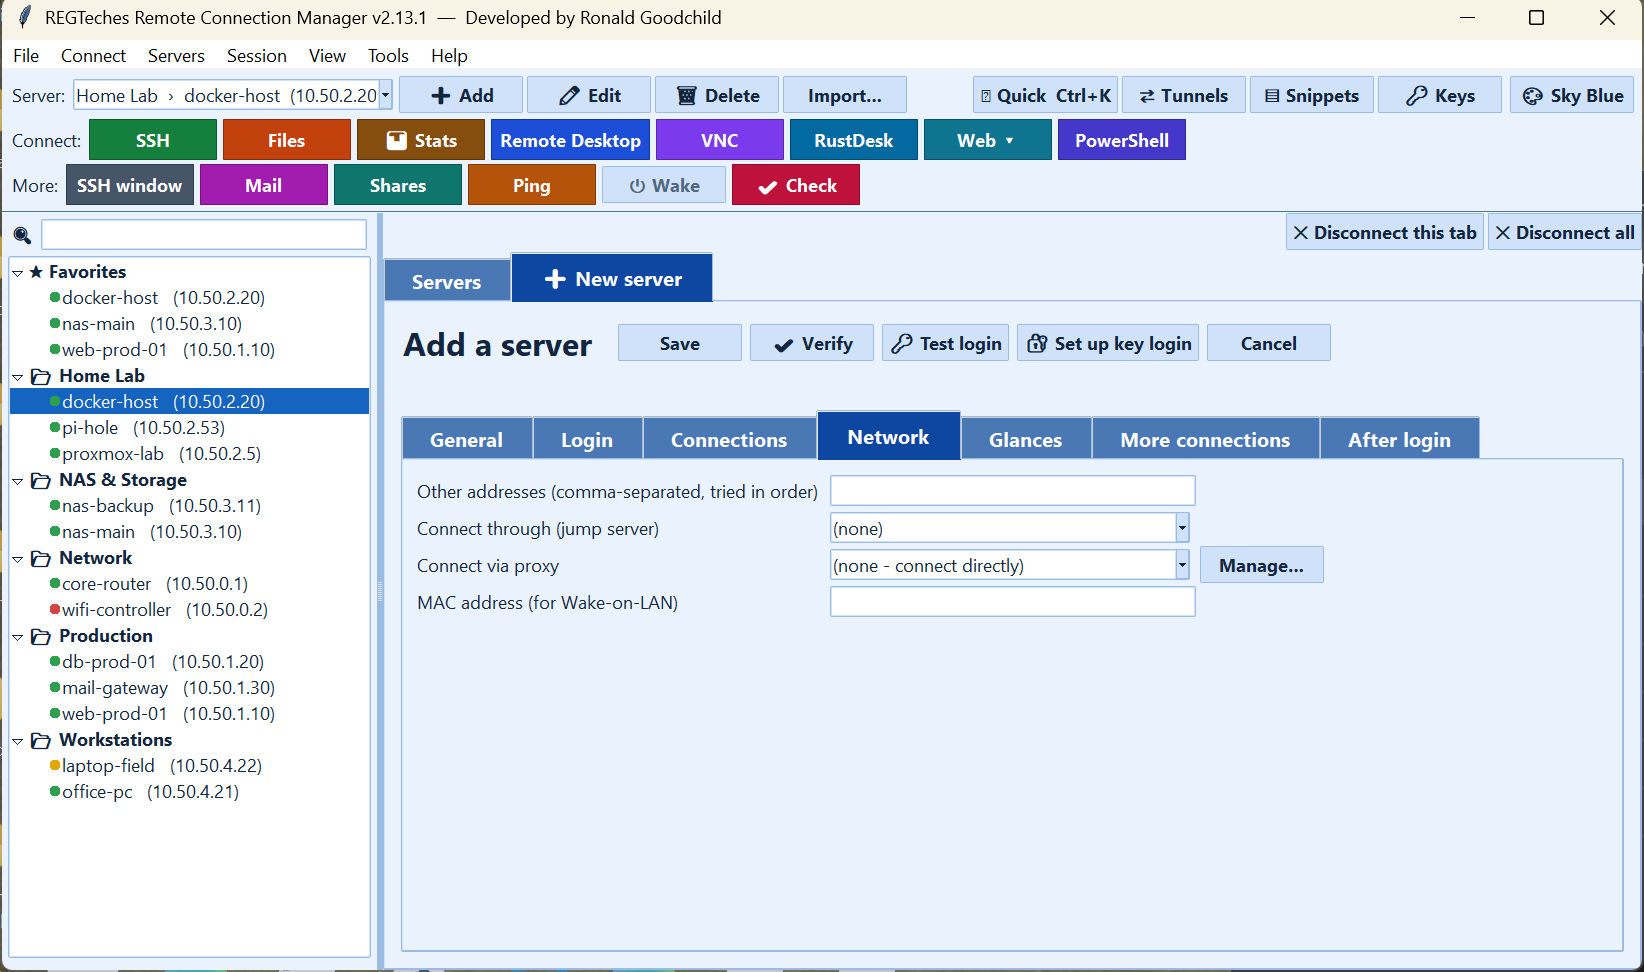 REGTeches Remote Connection Manager v2.13.1 — Developed by Ronald Goodchild
File Connect Servers Session View Tools Help
Server: Home Lab › docker-host (10.50.2.20 Add Edit Delete Import... Quick Ctrl+K Tunnels Snippets Keys Sky Blue
Connect: SSH Files Stats Remote Desktop VNC RustDesk Web PowerShell
More: SSH window Mail Shares Ping Wake Check
Disconnect this tab Disconnect all
Favorites
docker-host (10.50.2.20)
nas-main (10.50.3.10)
web-prod-01 (10.50.1.10)
Home Lab
docker-host (10.50.2.20)
pi-hole (10.50.2.53)
proxmox-lab (10.50.2.5)
NAS & Storage
nas-backup (10.50.3.11)
nas-main (10.50.3.10)
Network
core-router (10.50.0.1)
wifi-controller (10.50.0.2)
Production
db-prod-01 (10.50.1.20)
mail-gateway (10.50.1.30)
web-prod-01 (10.50.1.10)
Workstations
laptop-field (10.50.4.22)
office-pc (10.50.4.21)
Servers New server
Add a server Save Verify Test login Set up key login Cancel
General Login Connections Network Glances More connections After login
Other addresses (comma-separated, tried in order)
Connect through (jump server) (none)
Connect via proxy (none - connect directly) Manage...
MAC address (for Wake-on-LAN)